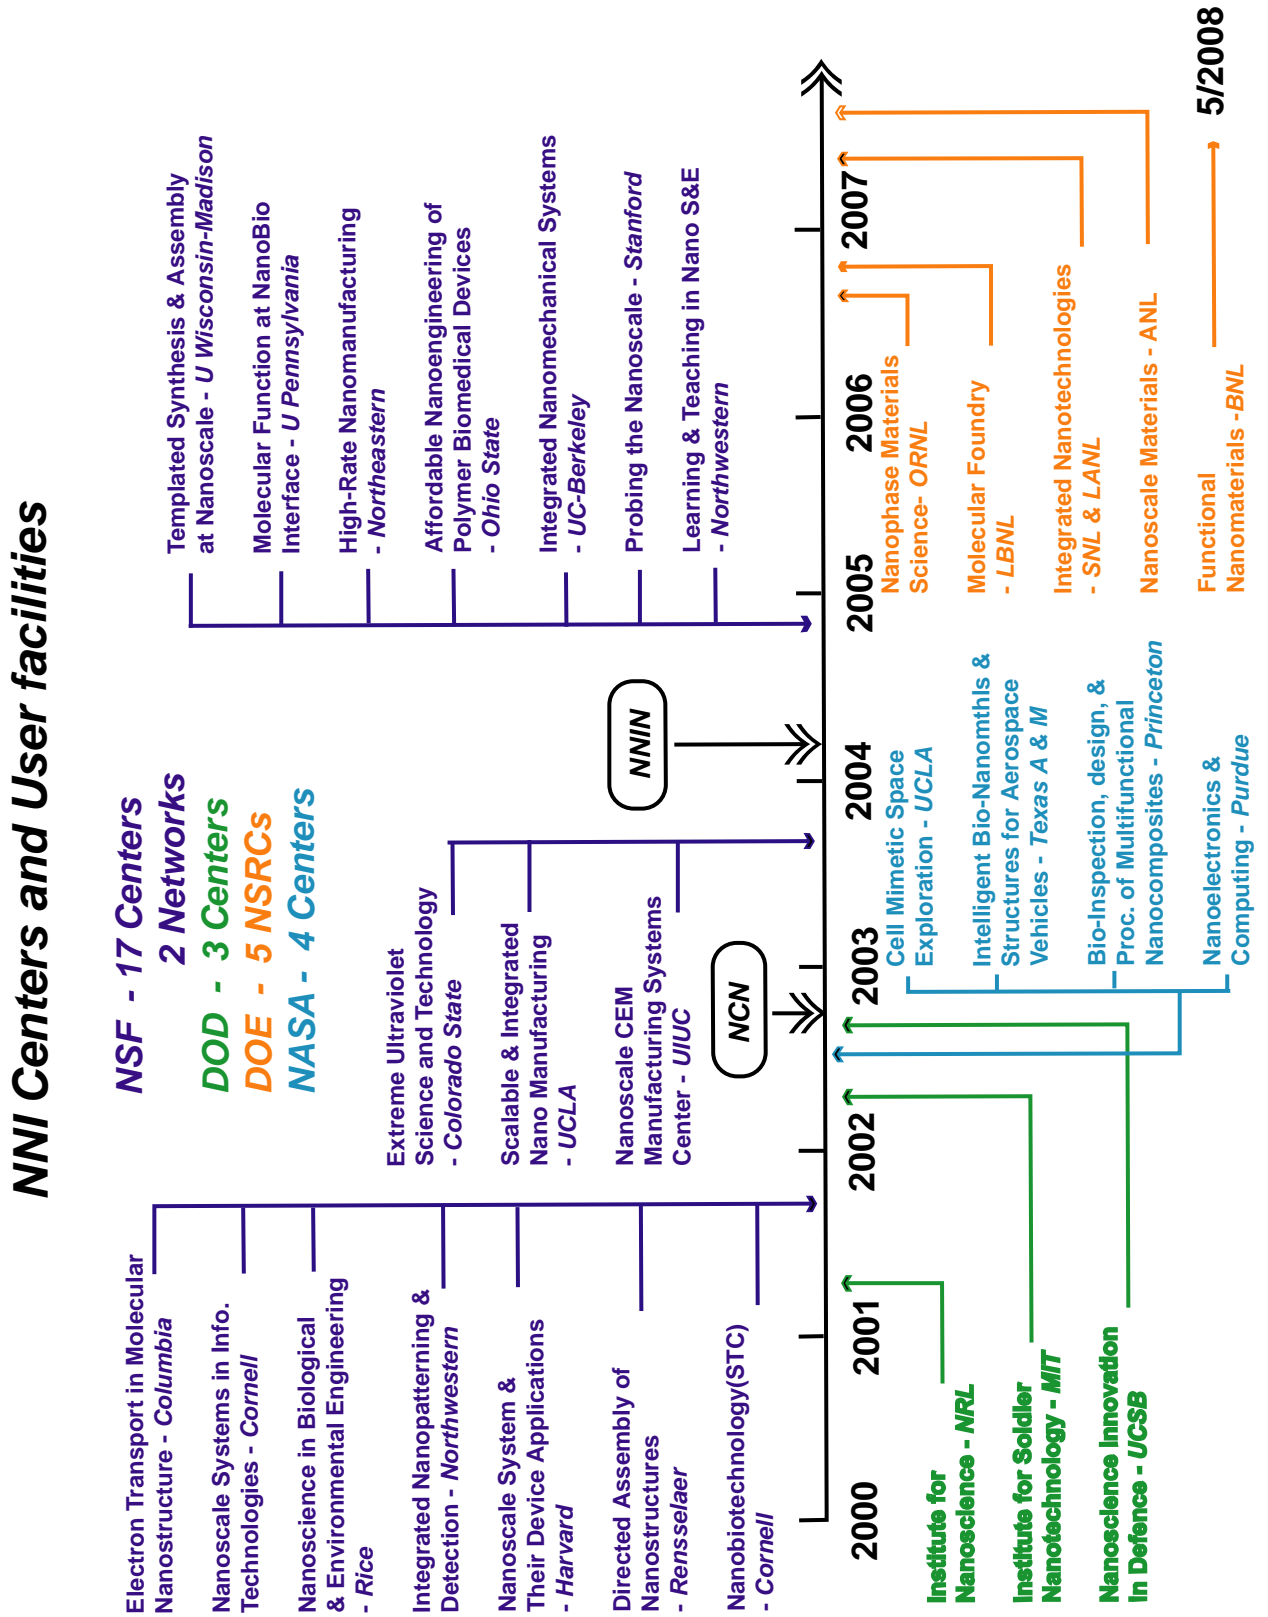 NNI Centers and User facilities
NSF - 17 Centers
2 Networks
DOD - 3 Centers
DOE - 5 NSRCs
NASA - 4 Centers
Electron Transport in Molecular
Nanostructure - Columbia
Nanoscale Systems in Info.
Technologies - Cornell
Nanoscience in Biological
& Environmental Engineering
- Rice
Integrated Nanopatterning &
Detection - Northwestern
Nanoscale System &
Their Device Applications
- Harvard
Directed Assembly of
Nanostructures
- Rensselaer
Nanobiotechnology(STC)
- Cornell
Extreme Ultraviolet
Science and Technology
- Colorado State
Scalable & Integrated
Nano Manufacturing
- UCLA
Nanoscale CEM
Manufacturing Systems
Center - UIUC
NCN
NNIN
Templated Synthesis & Assembly
at Nanoscale - U Wisconsin-Madison
Molecular Function at NanoBio
Interface - U Pennsylvania
High-Rate Nanomanufacturing
- Northeastern
Affordable Nanoengineering of
Polymer Biomedical Devices
- Ohio State
Integrated Nanomechanical Systems
- UC-Berkeley
Probing the Nanoscale - Stanford
Learning & Teaching in Nano S&E
- Northwestern
2000
2001
2002
2003
2004
2005
2006
2007
Institute for
Nanoscience - NRL
Institute for Soldier
Nanotechnology - MIT
Nanoscience Innovation
In Defence - UCSB
Cell Mimetic Space
Exploration - UCLA
Intelligent Bio-Nanomthls &
Structures for Aerospace
Vehicles - Texas A & M
Bio-Inspection, design, &
Proc. of Multifunctional
Nanocomposites - Princeton
Nanoelectronics &
Computing - Purdue
Nanophase Materials
Science- ORNL
Molecular Foundry
- LBNL
Integrated Nanotechnologies
- SNL & LANL
Nanoscale Materials - ANL
Functional
Nanomaterials -BNL
5/2008